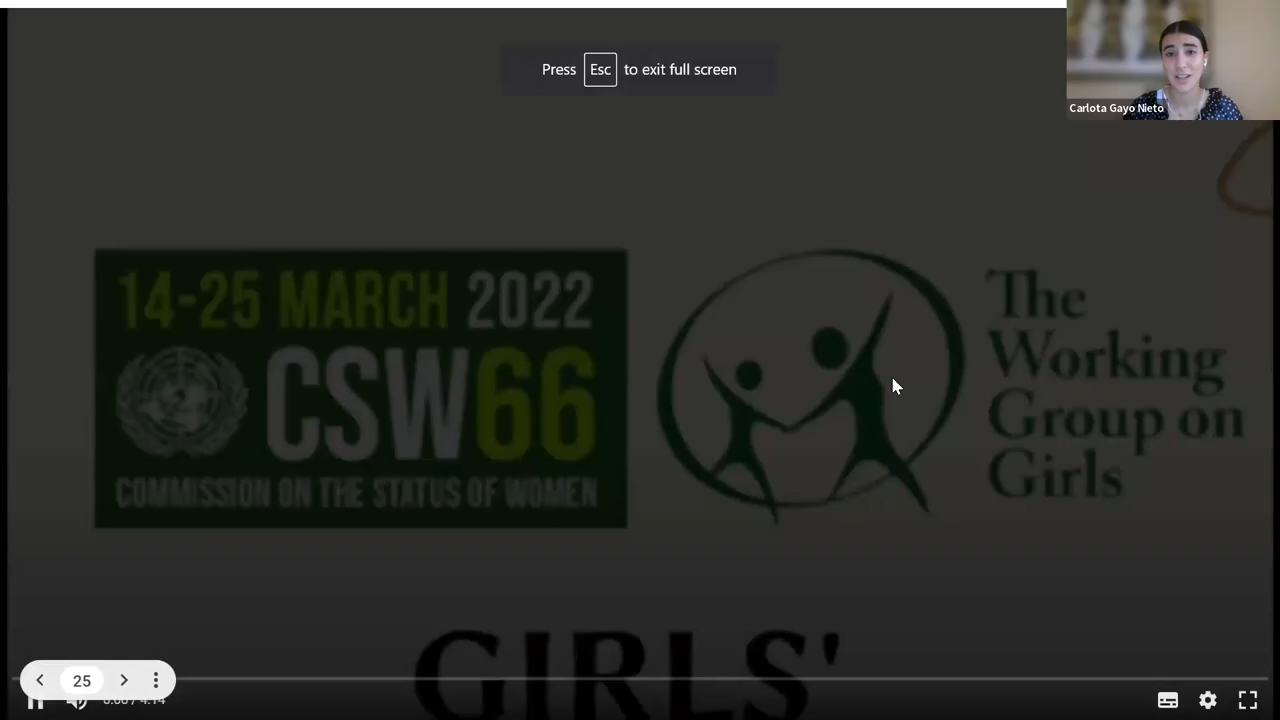 Press Esc to exit full screen
Carlota Gayo Nieto
14-25 MARCH 2022
CSW66
COMMISSION ON THE STATUS OF WOMEN
The
Working
Group on
Girls
GIRLS'
25